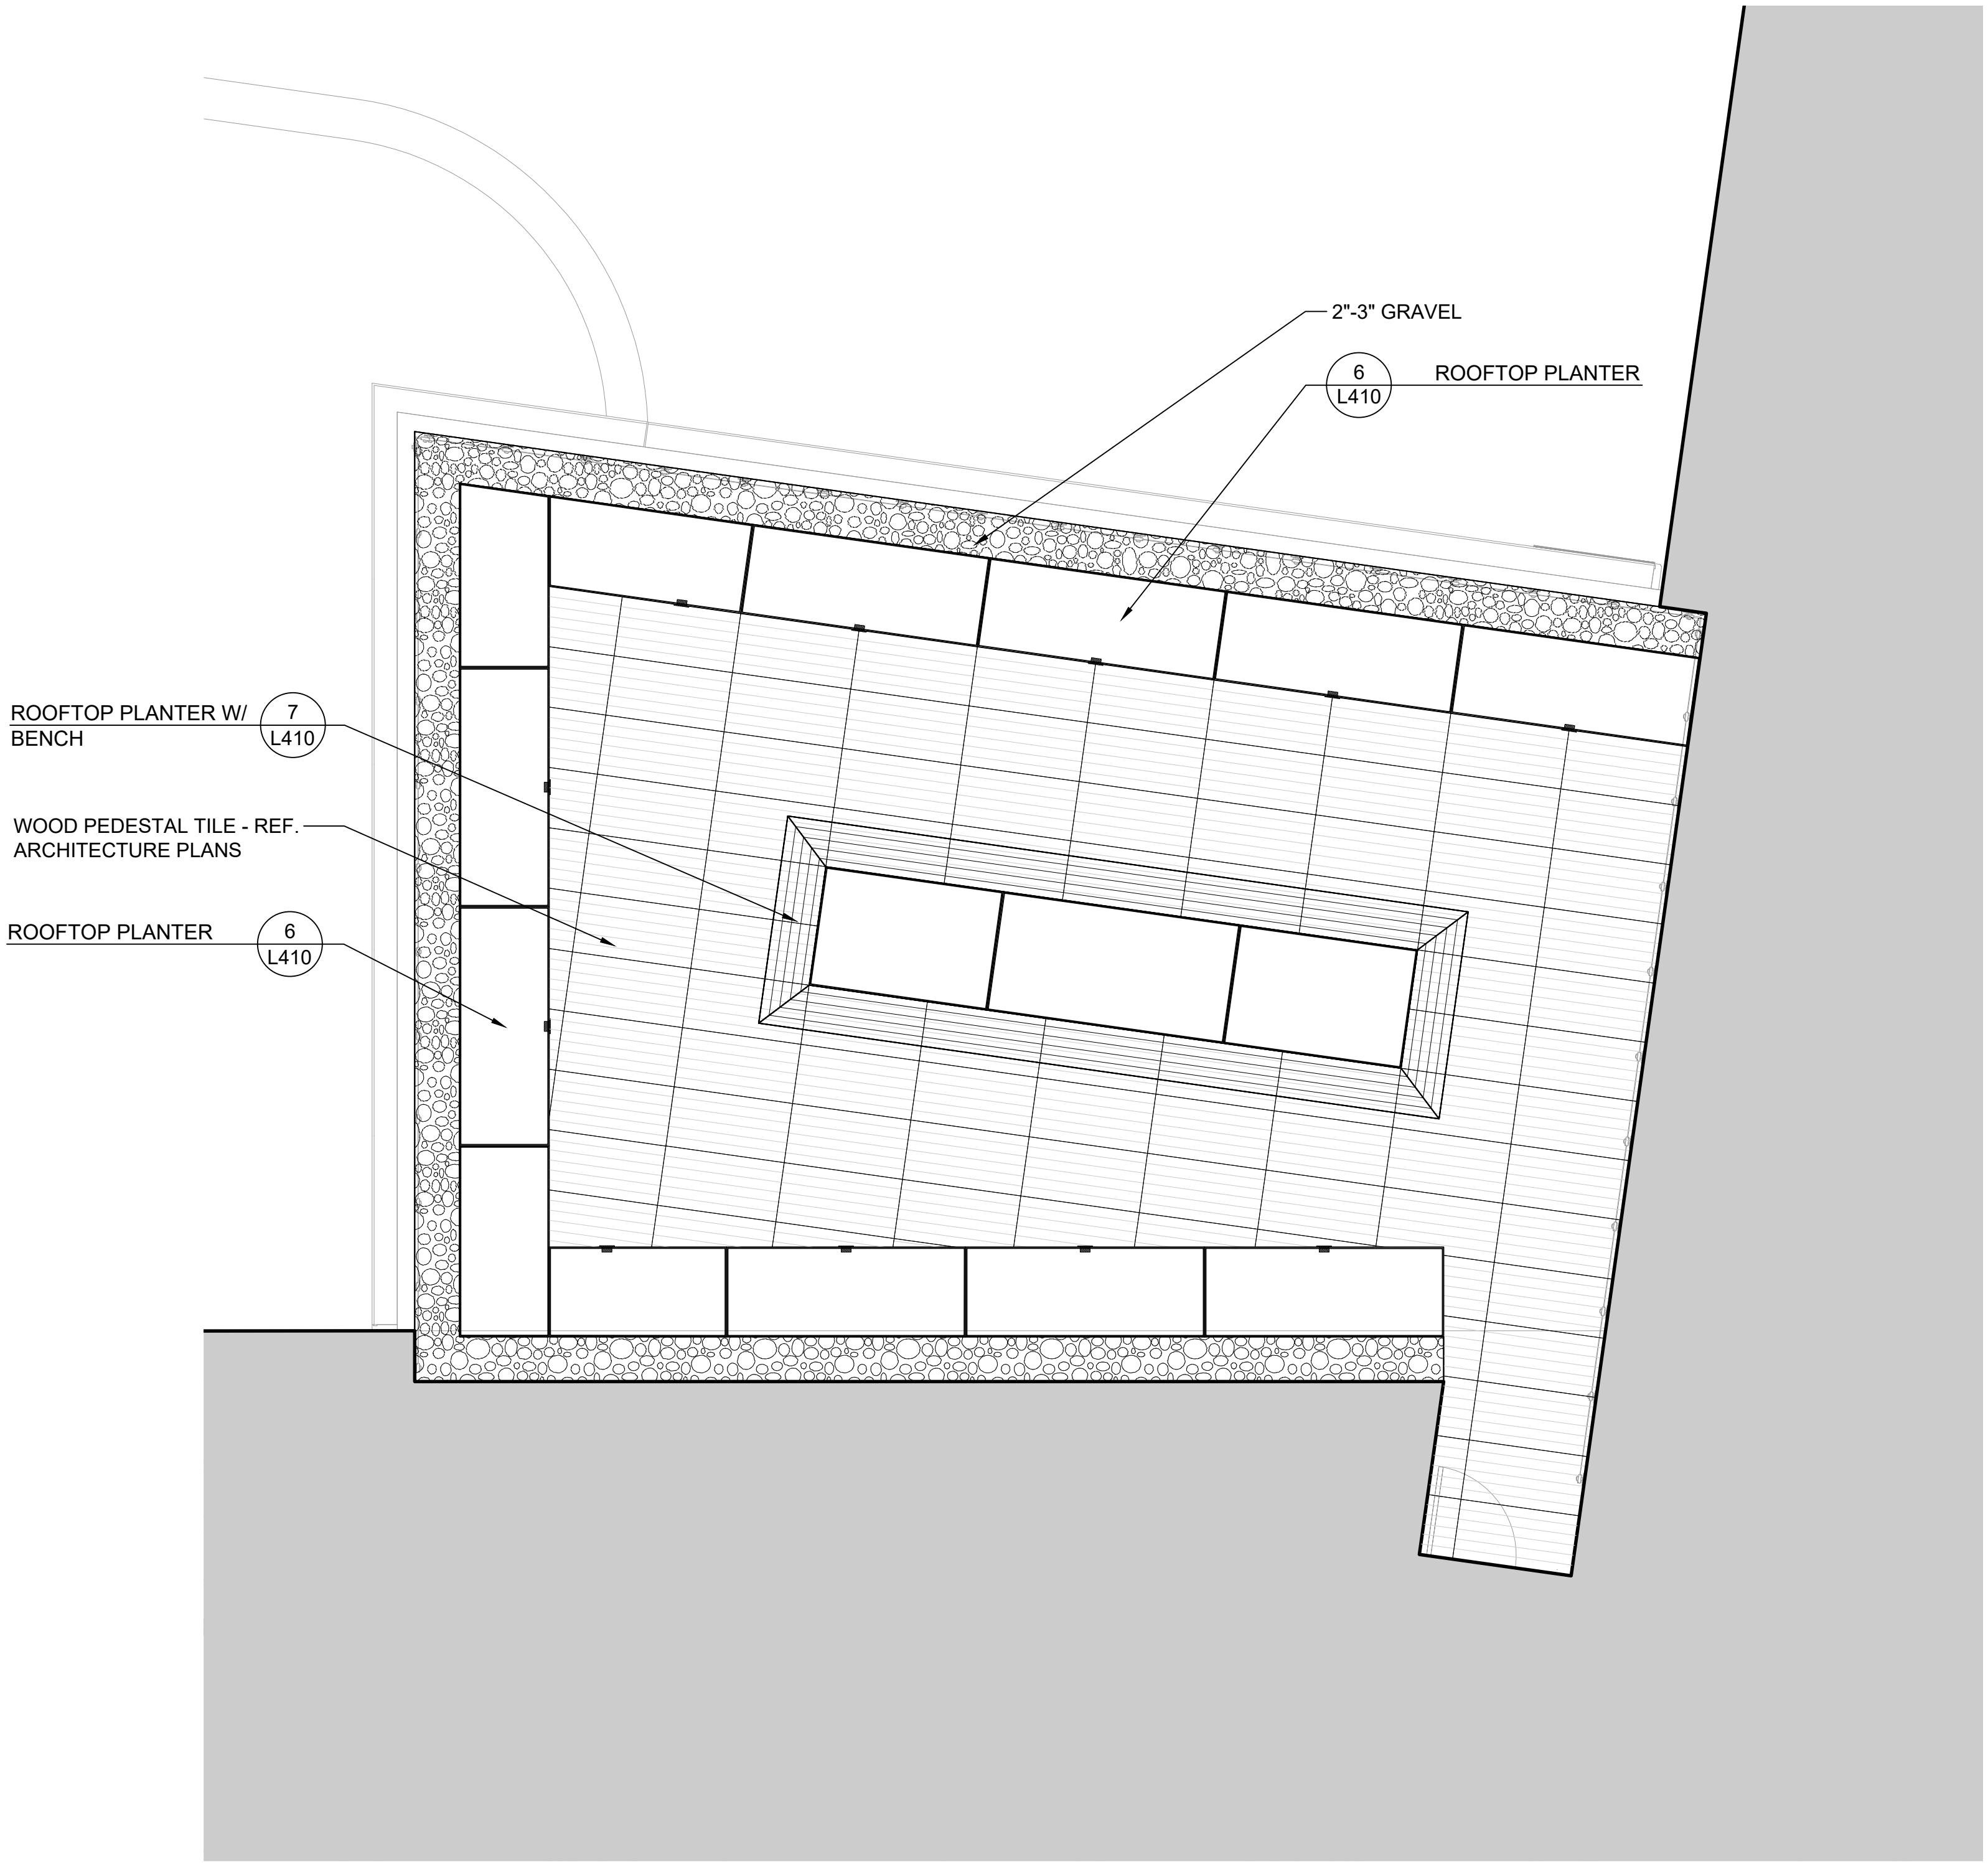 2"-3" GRAVEL
6
L410
ROOFTOP PLANTER
ROOFTOP PLANTER W/
BENCH
7
L410
WOOD PEDESTAL TILE - REF.
ARCHITECTURE PLANS
ROOFTOP PLANTER
6
L410